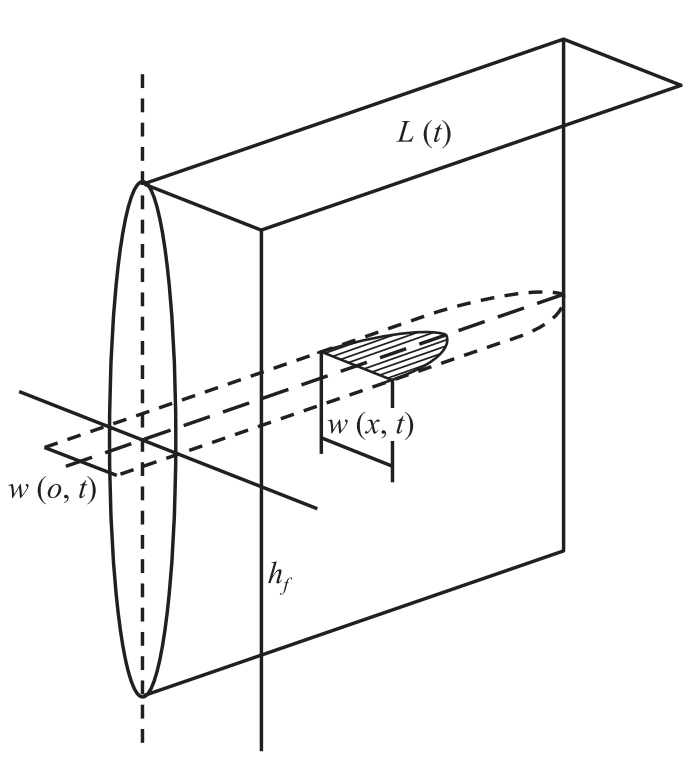 L (t)
w (x, t)
w (o, t)
h_f